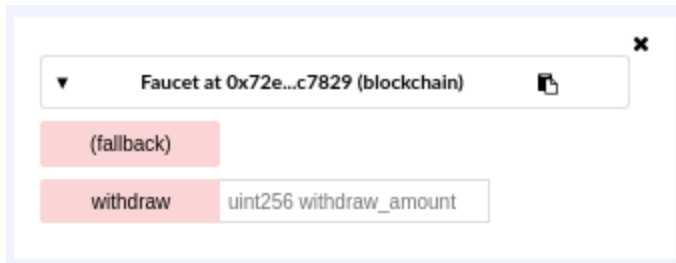 Faucet at 0x72e...c7829 (blockchain)
(fallback)
withdraw uint256 withdraw_amount